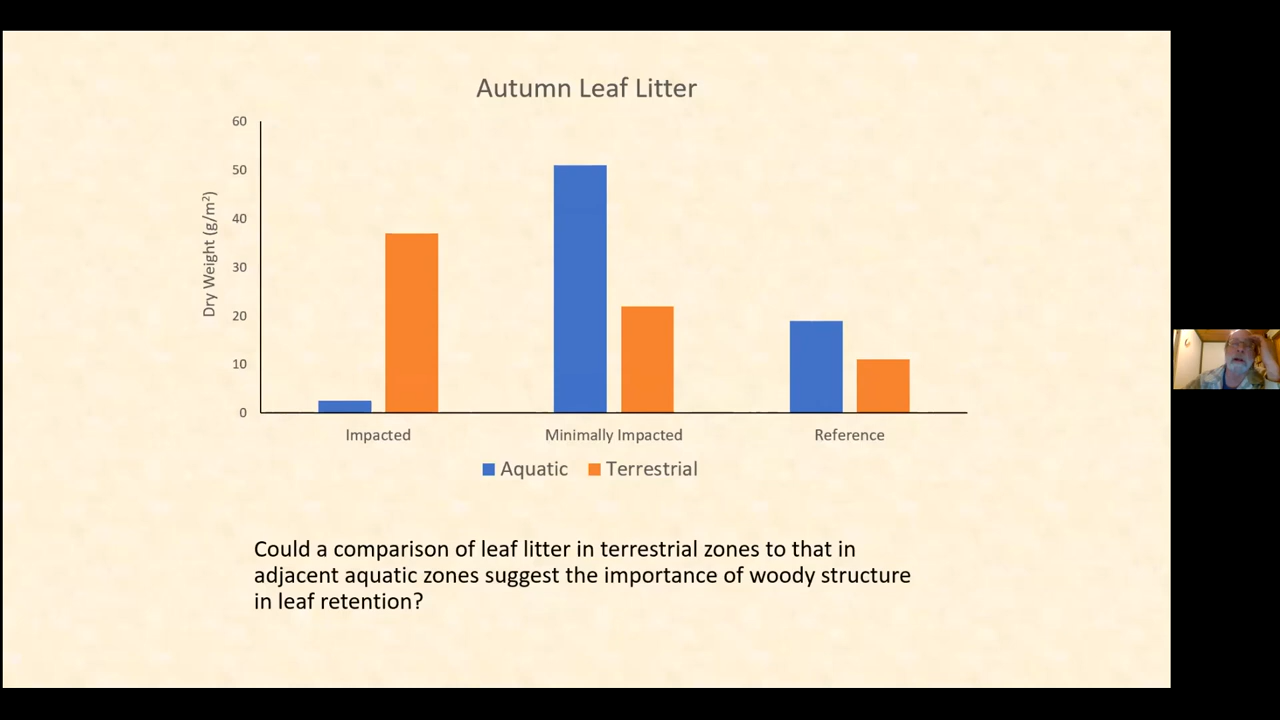 Autumn Leaf Litter
60
50
40
30
20
10
0
Dry Weight (g/m²)
Impacted
Minimally Impacted
Reference
Aquatic
Terrestrial
Could a comparison of leaf litter in terrestrial zones to that in
adjacent aquatic zones suggest the importance of woody structure
in leaf retention?